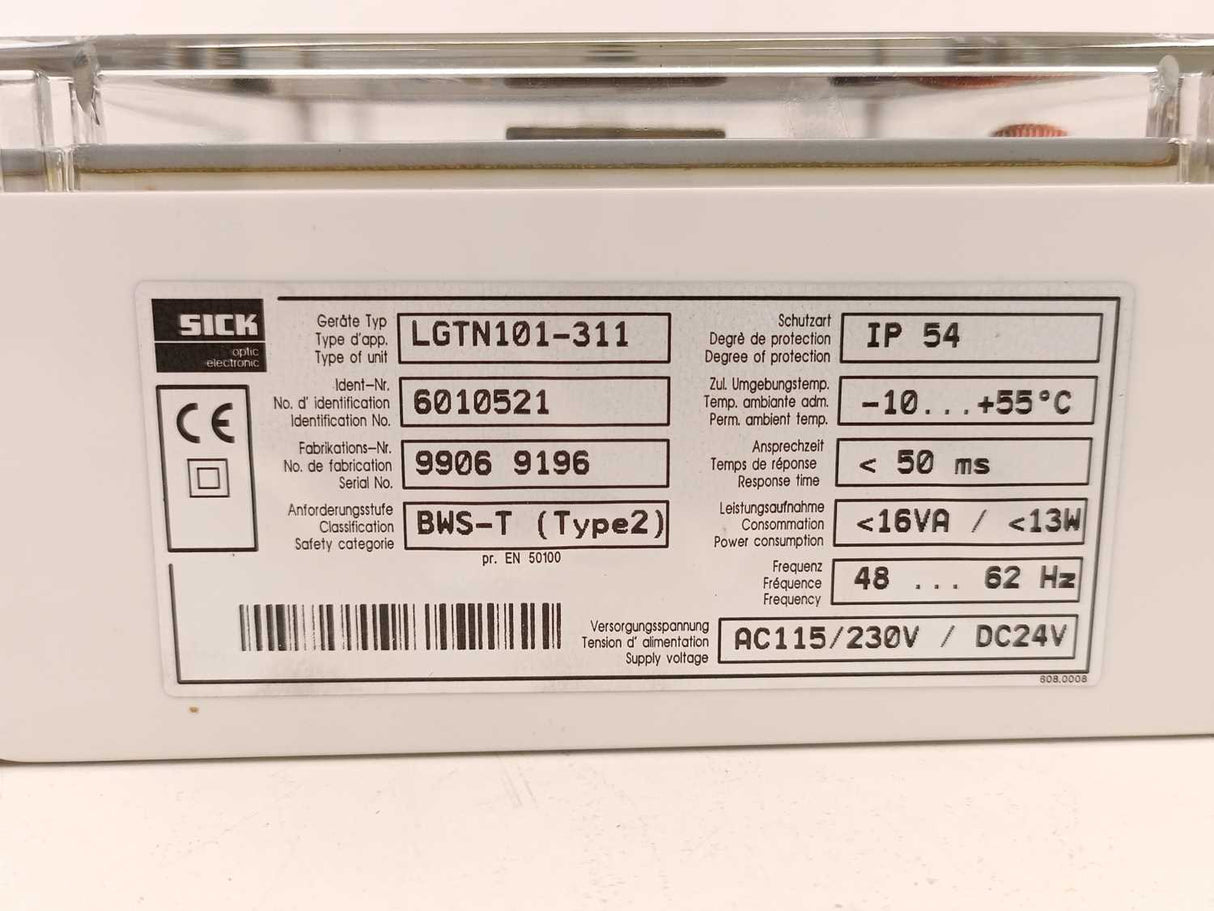 SICK
optic
electronic
Geräte Typ
Type d'app.
Type of unit
LGTN101-311
Ident-Nr.
No. d' identification
Identification No.
6010521
Fabrikations-Nr.
No. de fabrication
Serial No.
9906 9196
Anforderungsstufe
Classification
Safety categorie
BWS-T (Type2)
pr. EN 50100
CE
Schutzart
Degrè de protection
Degree of protection
IP 54
Zul. Umgebungstemp.
Temp. ambiante adm.
Perm. ambient temp.
-10...+55°C
Ansprechzeit
Temps de réponse
Response time
< 50 ms
Leistungsaufnahme
Consommation
Power consumption
<16VA / <13W
Frequenz
Fréquence
Frequency
48 ... 62 Hz
Versorgungsspannung
Tension d' alimentation
Supply voltage
AC115/230V / DC24V
608.0008